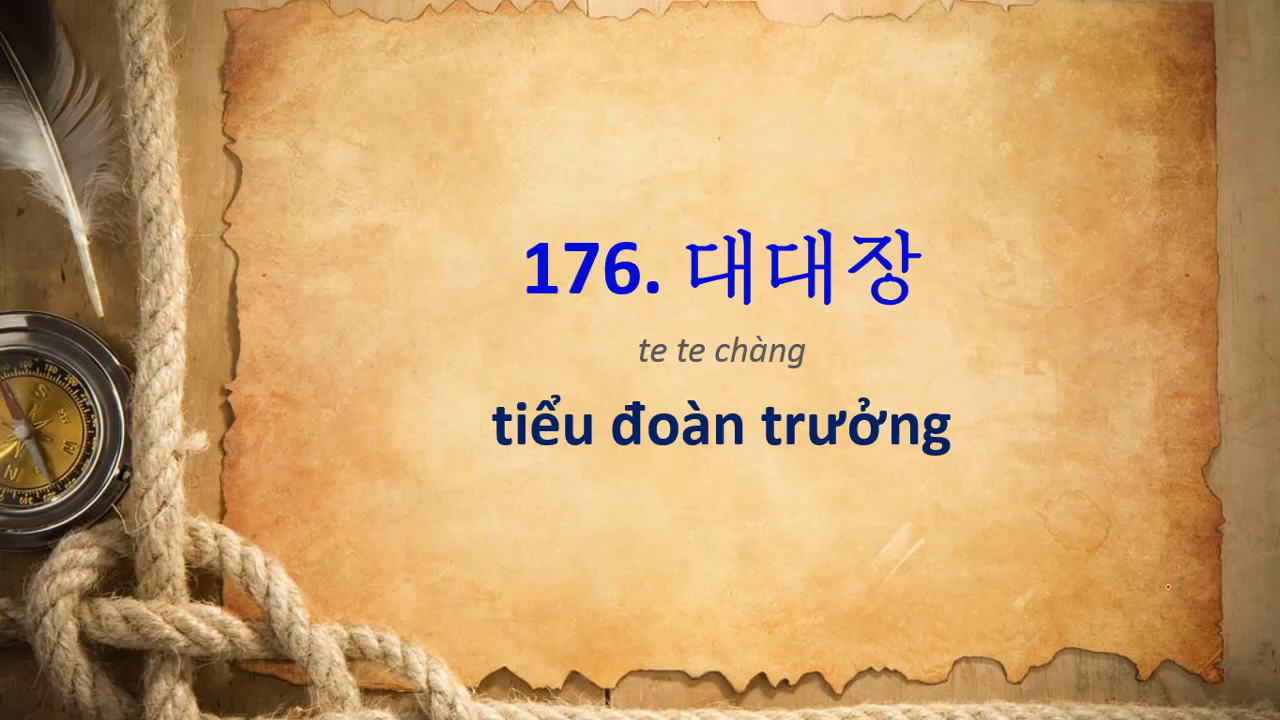 176. 대대장
te te chàng
tiểu đoàn trưởng